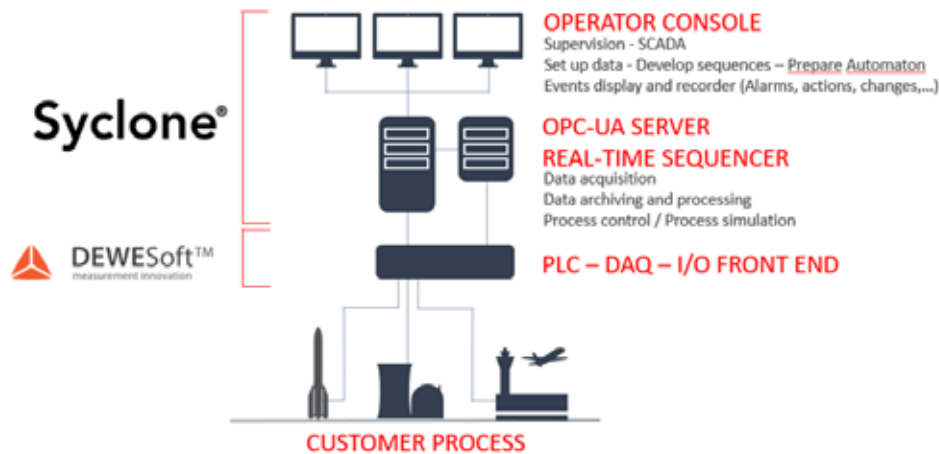 OPERATOR CONSOLE
Supervision - SCADA
Set up data - Develop sequences – Prepare Automaton
Events display and recorder (Alarms, actions, changes,...)
Syclone®
OPC-UA SERVER
REAL-TIME SEQUENCER
Data acquisition
Data archiving and processing
Process control / Process simulation
DEWESoft™
measurement innovation
PLC – DAQ – I/O FRONT END
CUSTOMER PROCESS